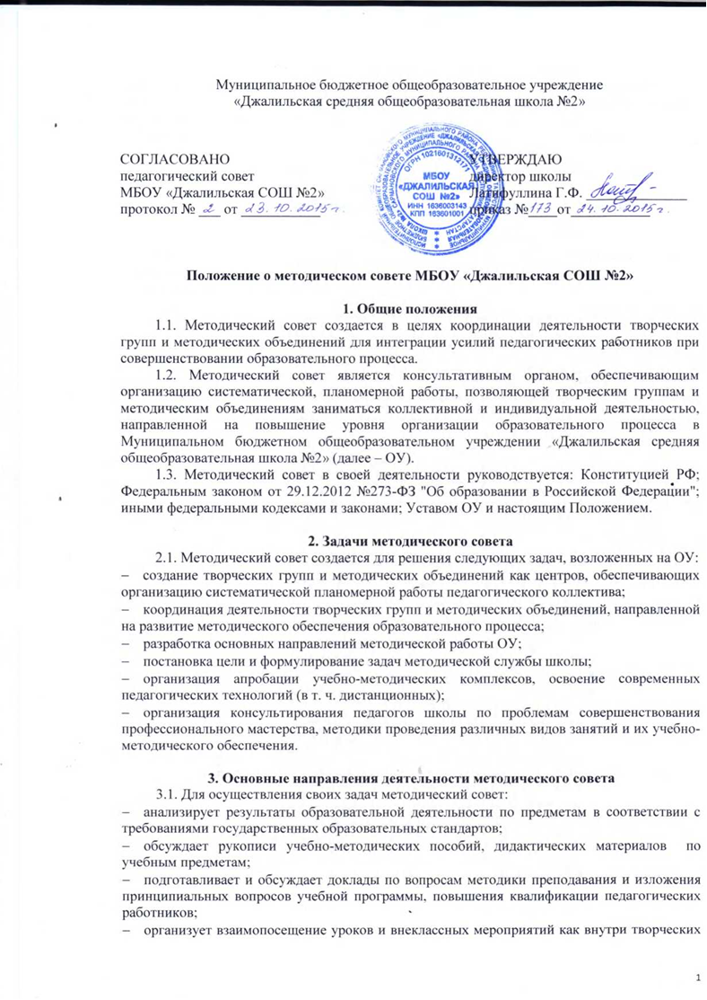 Муниципальное бюджетное общеобразовательное учреждение
«Джалильская средняя общеобразовательная школа №2»
СОГЛАСОВАНО
педагогический совет
МБОУ «Джалильская СОШ №2»
протокол № 2 от 23.10.2015г.
УТВЕРЖДАЮ
директор школы
Латифуллина Г.Ф.
приказ №173 от 24.10.2015г.
ОГРН 1021601312171
МБОУ
«ДЖАЛИЛЬСКАЯ
СОШ №2»
ИНН 1636003143
КПП 163601001
Положение о методическом совете МБОУ «Джалильская СОШ №2»
1. Общие положения
1.1. Методический совет создается в целях координации деятельности творческих
групп и методических объединений для интеграции усилий педагогических работников при
совершенствовании образовательного процесса.
1.2. Методический совет является консультативным органом, обеспечивающим
организацию систематической, планомерной работы, позволяющей творческим группам и
методическим объединениям заниматься коллективной и индивидуальной деятельностью,
направленной на повышение уровня организации образовательного процесса в
Муниципальном бюджетном общеобразовательном учреждении «Джалильская средняя
общеобразовательная школа №2» (далее – ОУ).
1.3. Методический совет в своей деятельности руководствуется: Конституцией РФ;
Федеральным законом от 29.12.2012 №273-ФЗ "Об образовании в Российской Федерации";
иными федеральными кодексами и законами; Уставом ОУ и настоящим Положением.
2. Задачи методического совета
2.1. Методический совет создается для решения следующих задач, возложенных на ОУ:
– создание творческих групп и методических объединений как центров, обеспечивающих
организацию систематической планомерной работы педагогического коллектива;
– координация деятельности творческих групп и методических объединений, направленной
на развитие методического обеспечения образовательного процесса;
– разработка основных направлений методической работы ОУ;
– постановка цели и формулирование задач методической службы школы;
– организация апробации учебно-методических комплексов, освоение современных
педагогических технологий (в т. ч. дистанционных);
– организация консультирования педагогов школы по проблемам совершенствования
профессионального мастерства, методики проведения различных видов занятий и их учебно-
методического обеспечения.
3. Основные направления деятельности методического совета
3.1. Для осуществления своих задач методический совет:
– анализирует результаты образовательной деятельности по предметам в соответствии с
требованиями государственных образовательных стандартов;
– обсуждает рукописи учебно-методических пособий, дидактических материалов по
учебным предметам;
– подготавливает и обсуждает доклады по вопросам методики преподавания и изложения
принципиальных вопросов учебной программы, повышения квалификации педагогических
работников;
– организует взаимопосещение уроков и внеклассных мероприятий как внутри творческих
1